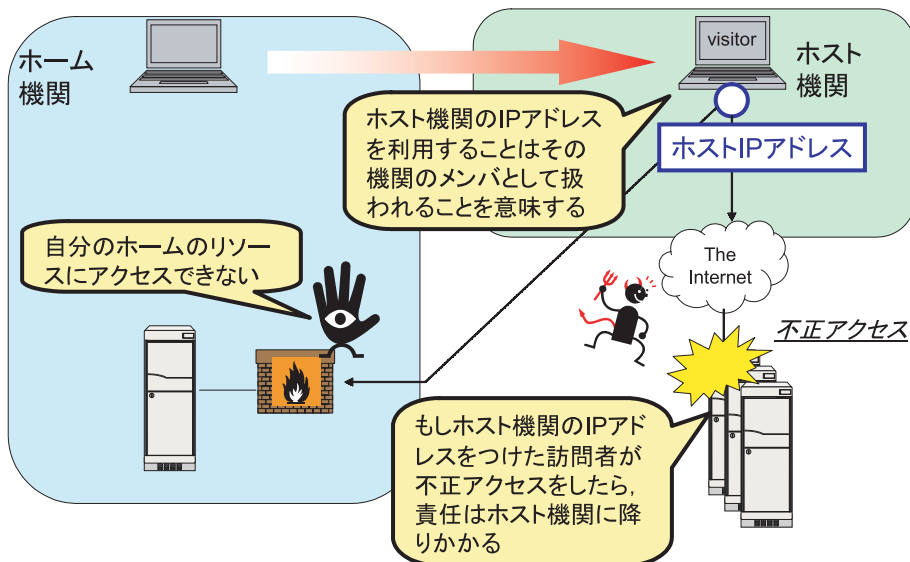 ホーム
機関
visitor
ホスト
機関
ホスト機関のIPアドレス
を利用することはその
機関のメンバとして扱
われることを意味する
ホストIPアドレス
自分のホームのリソー
スにアクセスできない
The
Internet
不正アクセス
もしホスト機関のIPアド
レスをつけた訪問者が
不正アクセスをしたら,
責任はホスト機関に降
りかかる